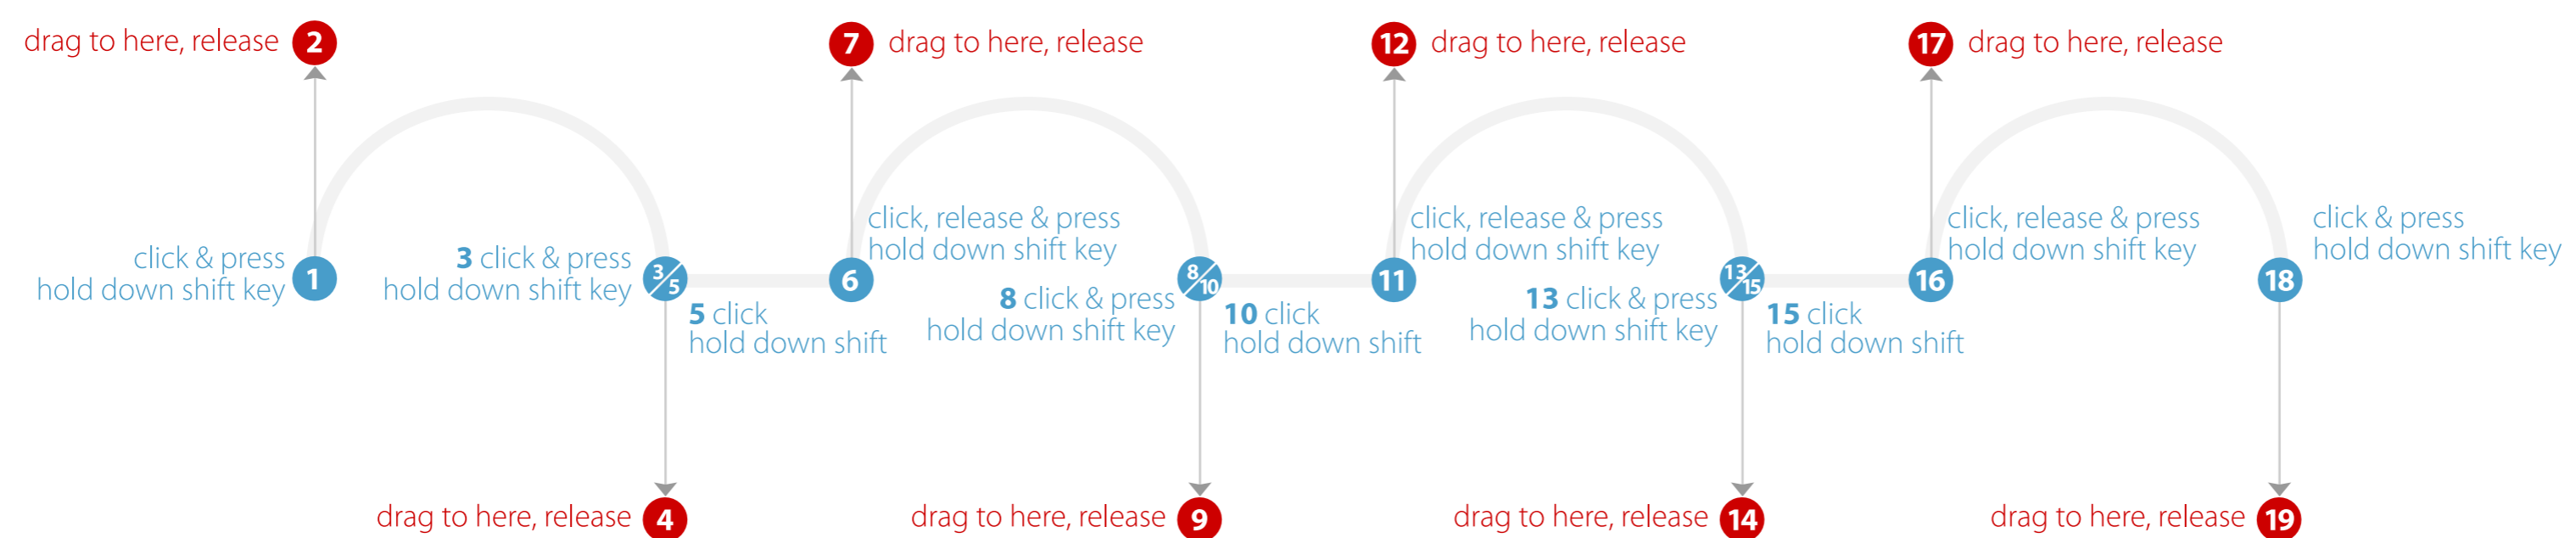 drag to here, release 2
7 drag to here, release
12 drag to here, release
17 drag to here, release
click & press
hold down shift key 1
3 click & press
hold down shift key
3/5
5 click
hold down shift
6
click, release & press
hold down shift key
8 click & press
hold down shift key
8/10
10 click
hold down shift
11
click, release & press
hold down shift key
13 click & press
hold down shift key
13/15
15 click
hold down shift
16
click, release & press
hold down shift key
18
click & press
hold down shift key
drag to here, release 4
drag to here, release 9
drag to here, release 14
drag to here, release 19